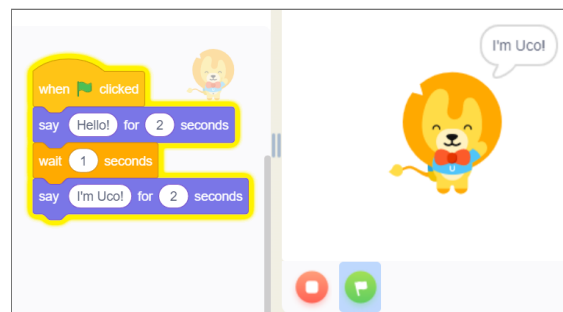 when clicked
say Hello! for 2 seconds
wait 1 seconds
say I'm Uco! for 2 seconds
I'm Uco!
U